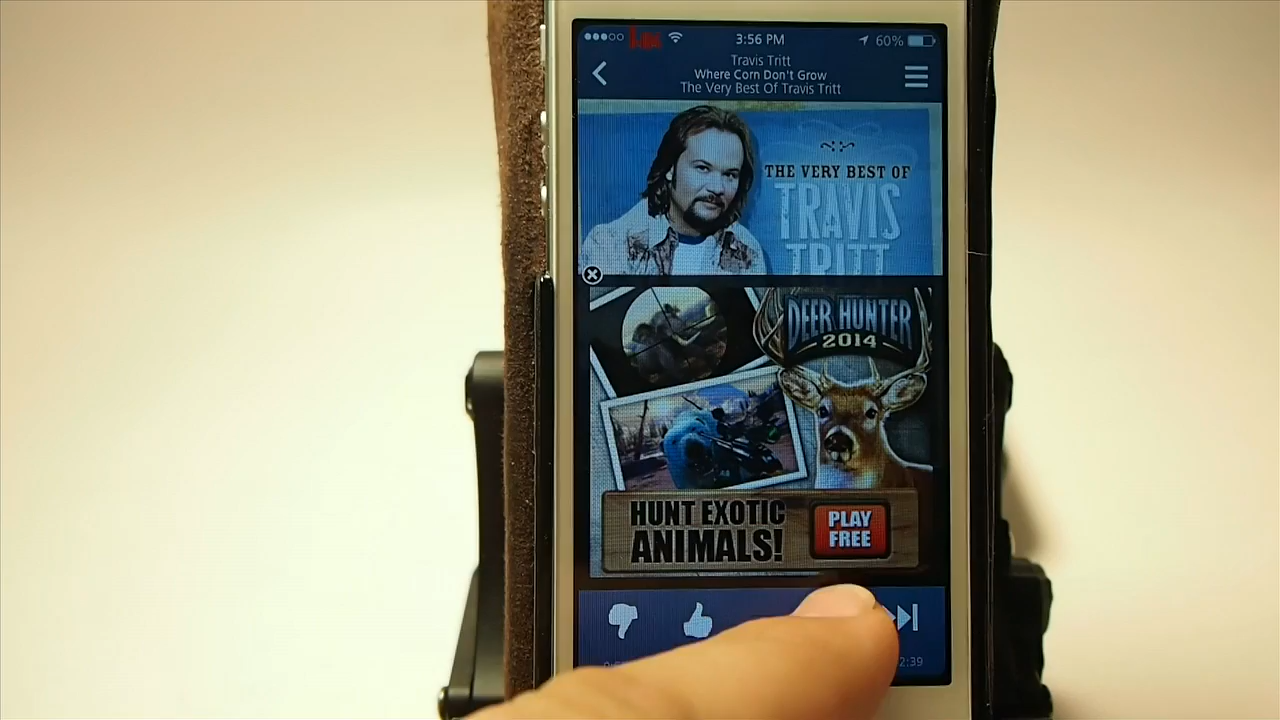 3:56 PM
60%
Travis Tritt
Where Corn Don't Grow
The Very Best Of Travis Tritt
THE VERY BEST OF
TRAVIS
TRITT
DEER HUNTER
2014
HUNT EXOTIC
ANIMALS!
PLAY
FREE
2:39